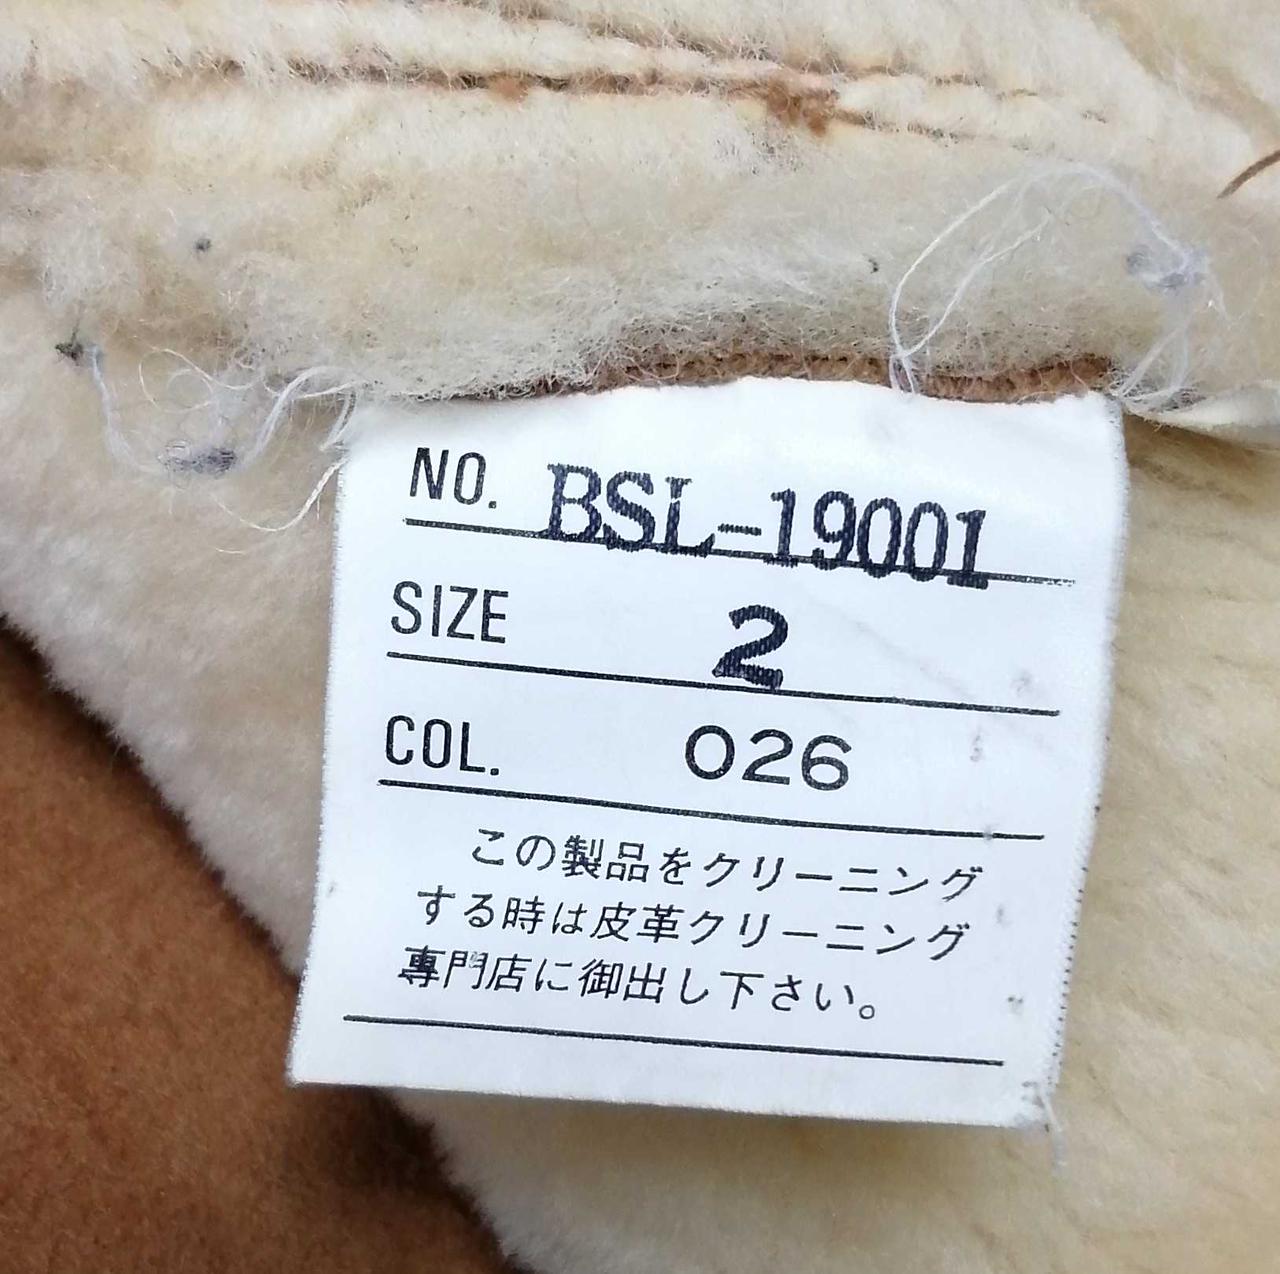 NO. BSL-19001
SIZE 2
COL. 026
この製品をクリーニング
する時は皮革クリーニング
専門店に御出し下さい。